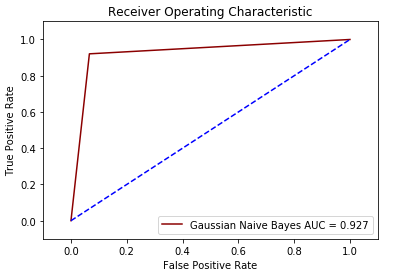 Receiver Operating Characteristic
True Positive Rate
1.0
0.8
0.6
0.4
0.2
0.0
Gaussian Naive Bayes AUC = 0.927
0.0 0.2 0.4 0.6 0.8 1.0
False Positive Rate